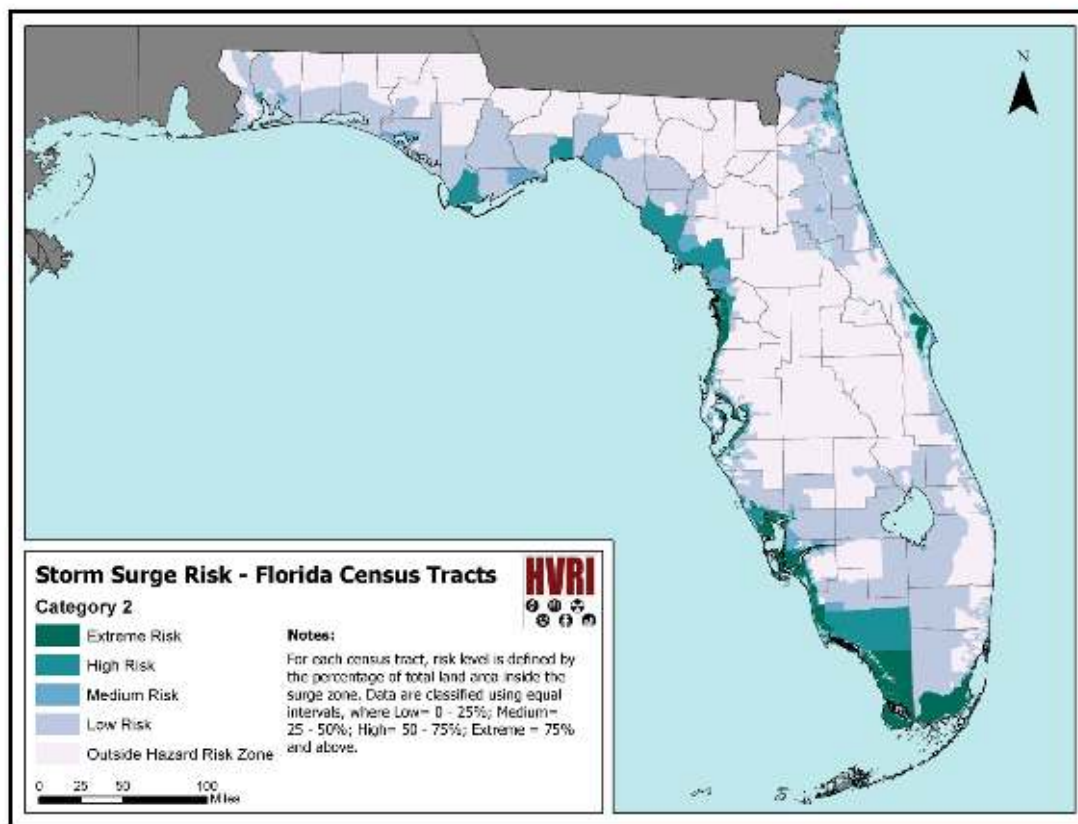 N
Storm Surge Risk - Florida Census Tracts
HVRI
Category 2
Extreme Risk
High Risk
Medium Risk
Low Risk
Outside Hazard Risk Zone
Notes:
For each census tract, risk level is defined by
the percentage of total land area inside the
surge zone. Data are classified using equal
intervals, where Low= 0 - 25%; Medium=
25 - 50%; High= 50 - 75%; Extreme = 75%
and above.
0 25 50 100
Miles